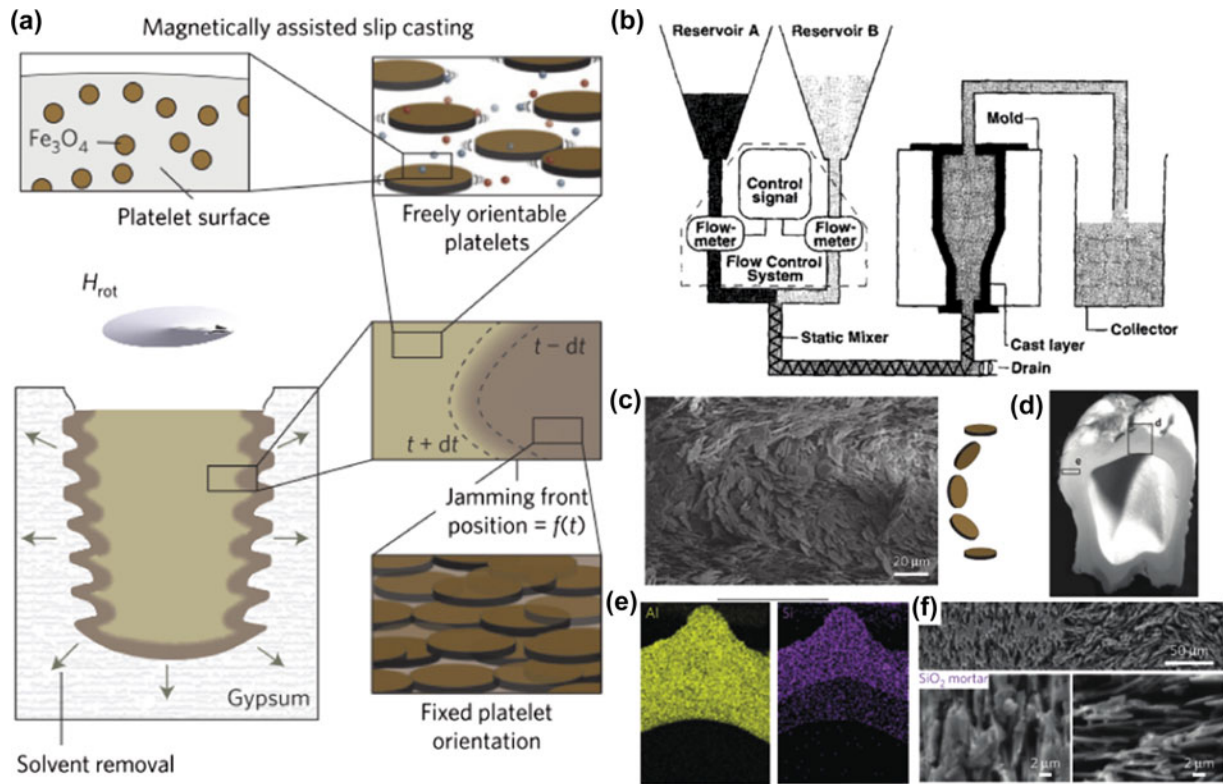 (a)
Magnetically assisted slip casting
Fe3O4
Platelet surface
Freely orientable
platelets
Hrot
t − dt
t + dt
Jamming front
position = f(t)
Gypsum
Solvent removal
Fixed platelet
orientation
(b)
Reservoir A
Reservoir B
Control
signal
Flow-
meter
Flow-
meter
Flow Control
System
Static Mixer
Mold
Collector
Cast layer
Drain
(c)
20 µm
(d)
d
e
(e)
Al
Si
(f)
50 µm
SiO2 mortar
2 µm
2 µm